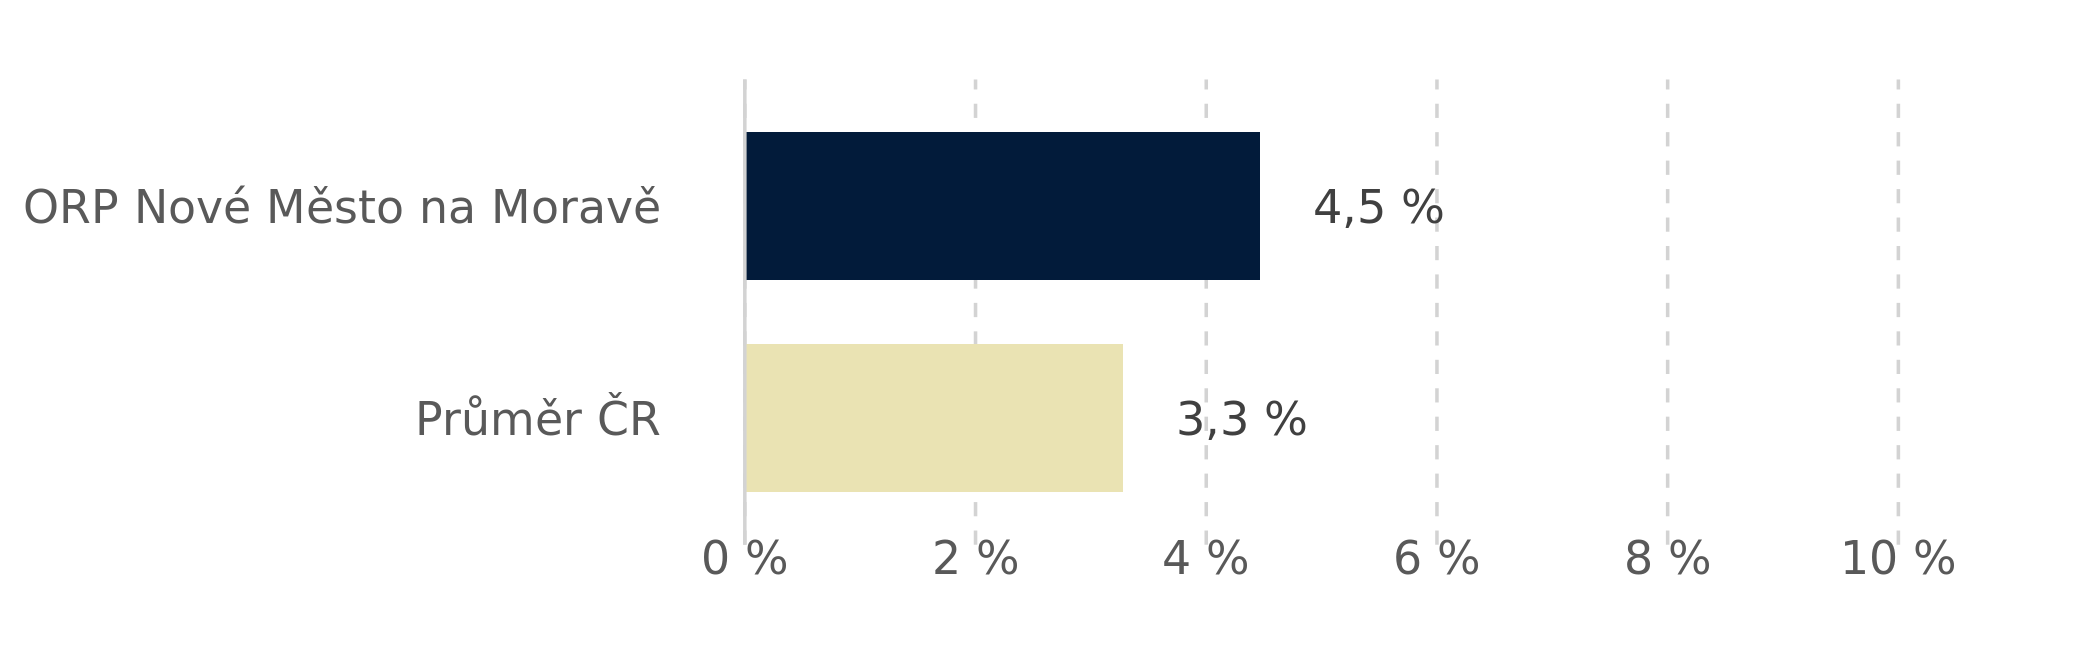 ORP Nové Město na Moravě
4,5 %
Průměr ČR
3,3 %
0 % 2 % 4 % 6 % 8 % 10 %